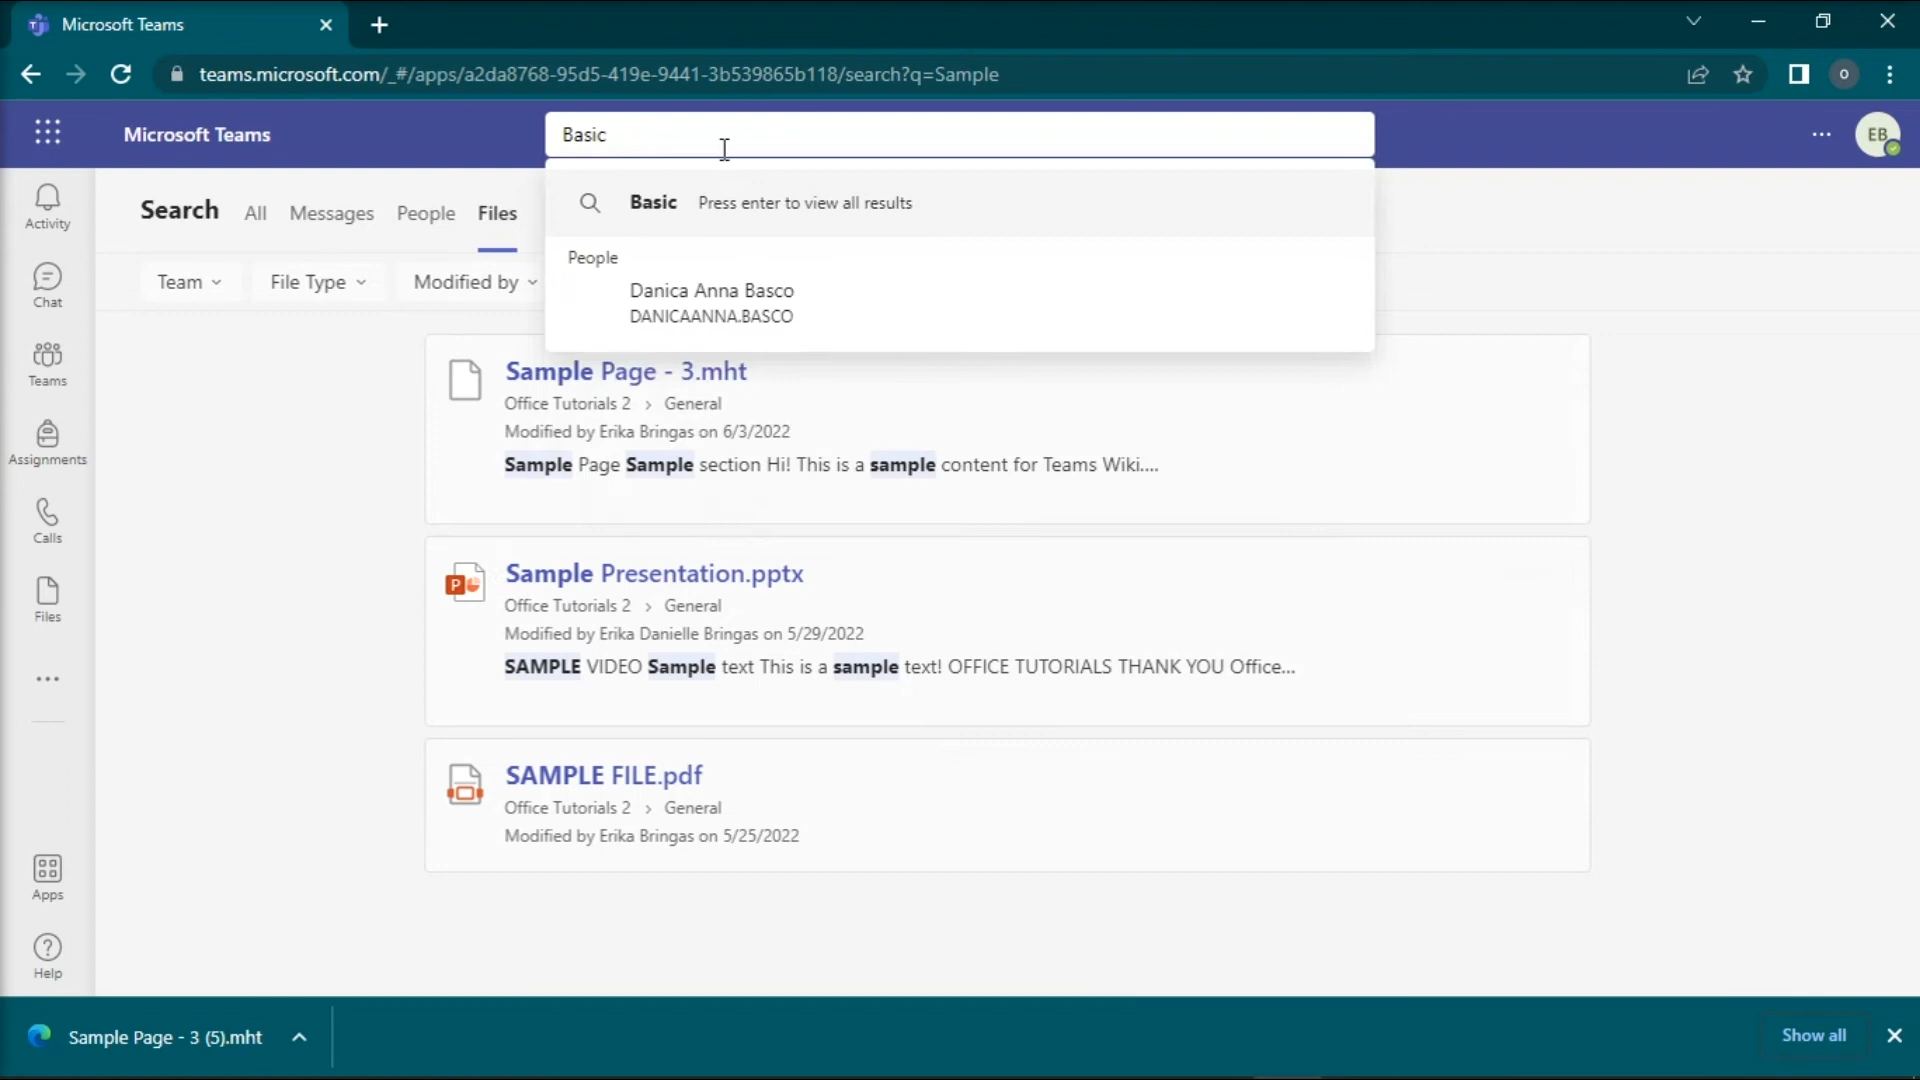 Microsoft Teams
teams.microsoft.com/_#/apps/a2da8768-95d5-419e-9441-3b539865b118/search?q=Sample
O
Microsoft Teams
Basic
EB
Basic Press enter to view all results
People
Danica Anna Basco
DANICAANNA.BASCO
Activity
Chat
Teams
Assignments
Calls
Files
Apps
Help
Search All Messages People Files
Team File Type Modified by
Sample Page - 3.mht
Office Tutorials 2 > General
Modified by Erika Bringas on 6/3/2022
Sample Page Sample section Hi! This is a sample content for Teams Wiki....
P
Sample Presentation.pptx
Office Tutorials 2 > General
Modified by Erika Danielle Bringas on 5/29/2022
SAMPLE VIDEO Sample text This is a sample text! OFFICE TUTORIALS THANK YOU Office...
SAMPLE FILE.pdf
Office Tutorials 2 > General
Modified by Erika Bringas on 5/25/2022
Sample Page - 3 (5).mht
Show all